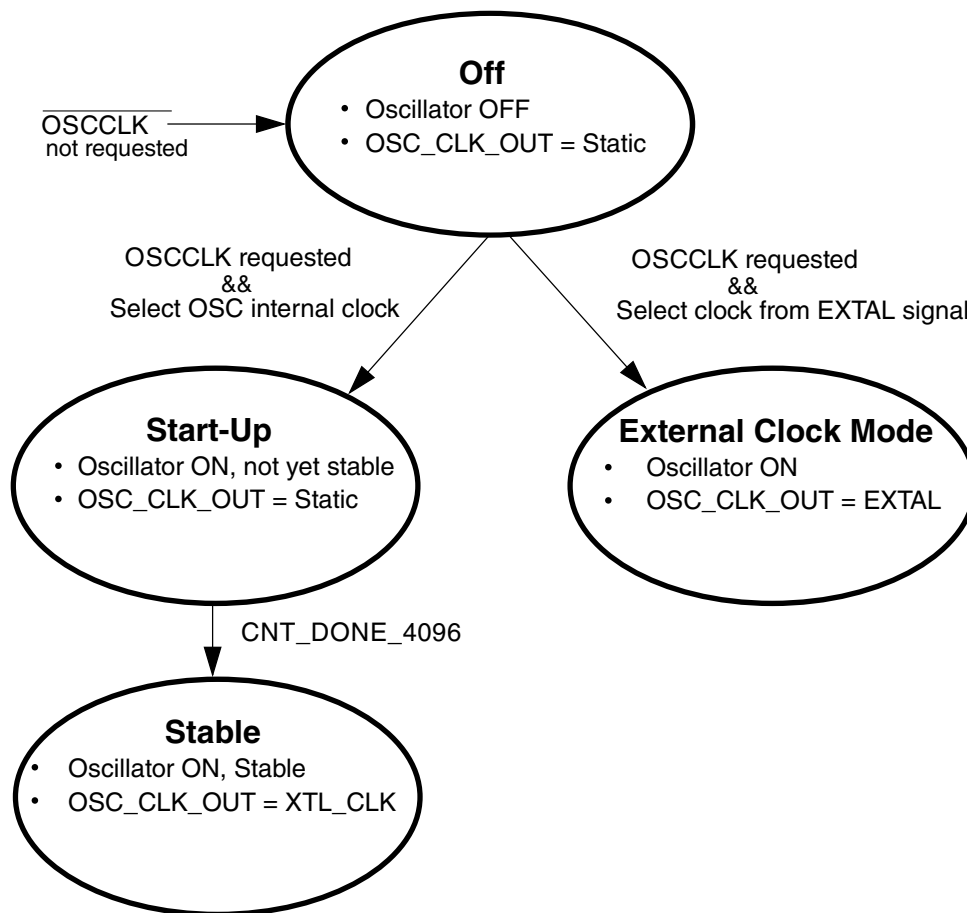 Off
• Oscillator OFF
• OSC_CLK_OUT = Static
OSCCLK
not requested
OSCCLK requested
&&
Select OSC internal clock
OSCCLK requested
&&
Select clock from EXTAL signal
Start-Up
• Oscillator ON, not yet stable
• OSC_CLK_OUT = Static
External Clock Mode
• Oscillator ON
• OSC_CLK_OUT = EXTAL
CNT_DONE_4096
Stable
• Oscillator ON, Stable
• OSC_CLK_OUT = XTL_CLK